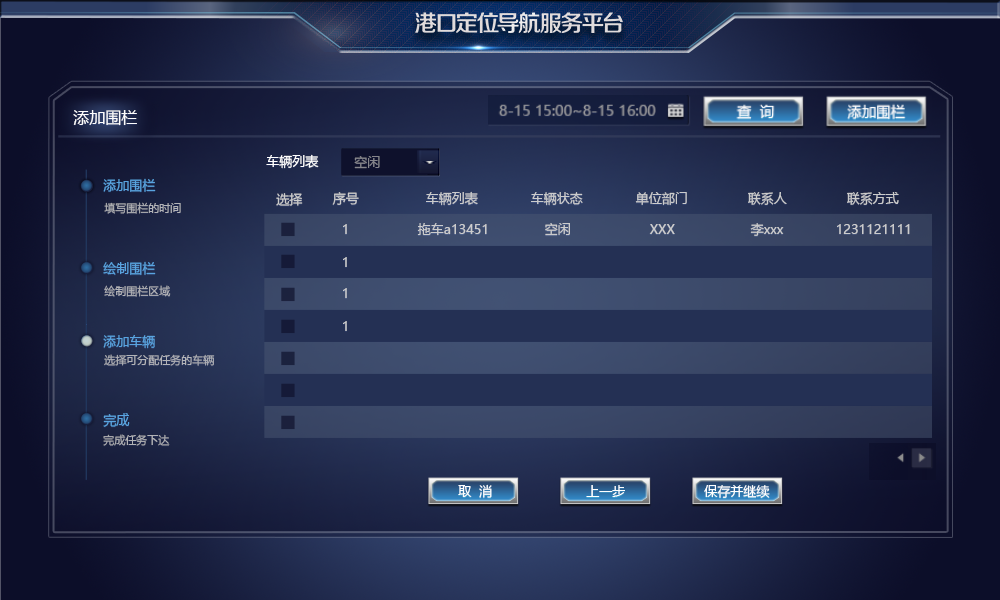 港口定位导航服务平台
添加围栏
8-15 15:00~8-15 16:00
查 询
添加围栏
车辆列表 空闲
选择 序号 车辆列表 车辆状态 单位部门 联系人 联系方式
1 拖车a13451 空闲 XXX 李xxx 1231121111
1
1
1
添加围栏
填写围栏的时间
绘制围栏
绘制围栏区域
添加车辆
选择可分配任务的车辆
完成
完成任务下达
取 消
上一步
保存并继续